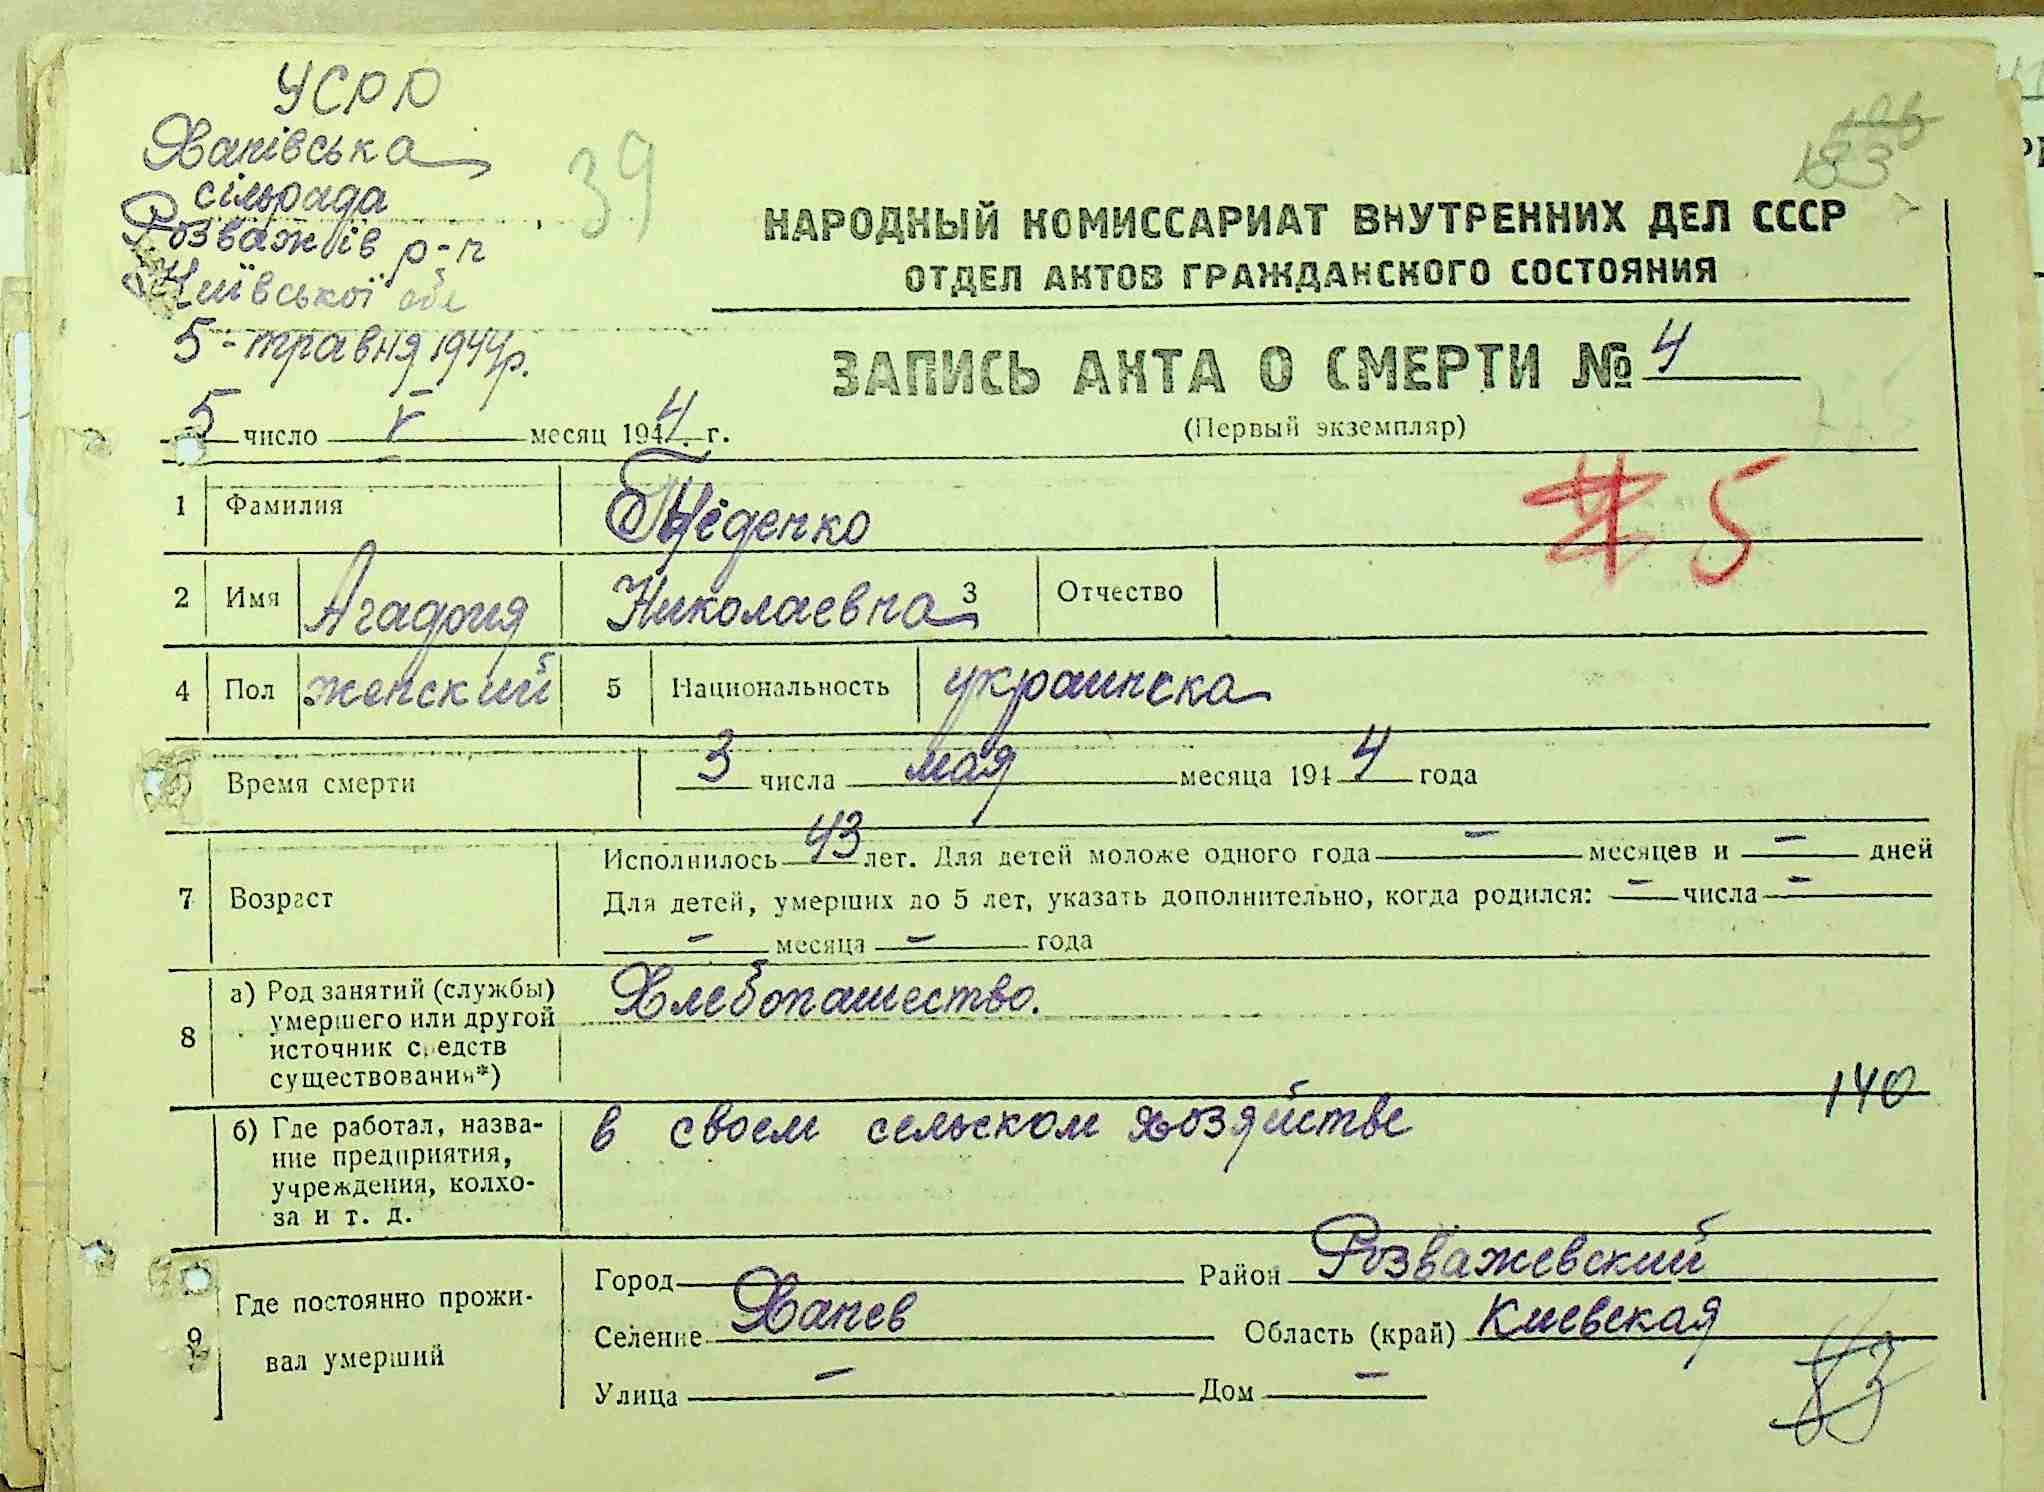 УСРР
Ханівська
сільрада
Розважів р-н
Київської обл
5-травня 1944р.
39
183
НАРОДНЫЙ КОМИССАРИАТ ВНУТРЕННИХ ДЕЛ СССР
ОТДЕЛ АКТОВ ГРАЖДАНСКОГО СОСТОЯНИЯ
ЗАПИСЬ АКТА О СМЕРТИ № 4
(Первый экземпляр)
5 число V месяц 1944 г.
5
1 Фамилия
2 Имя Агафия Николаевна 3 Отчество
4 Пол женский 5 Национальность украинска
Время смерти 3 числа мая месяца 1944 года
7 Возраст
Исполнилось 43 лет. Для детей моложе одного года — месяцев и — дней
Для детей, умерших до 5 лет, указать дополнительно, когда родился: — числа —
— месяца — года
8 а) Род занятий (службы) умершего или другой источник средств существования*)
Хлебопашество.
140
б) Где работал, назва-
ние предприятия,
учреждения, колхо-
за и т. д.
в своем сельском хозяйстве
9 Где постоянно прожи-
вал умерший
Город Район Розважевский
Селение Ханев Область (край) Киевская
Улица — Дом —
83